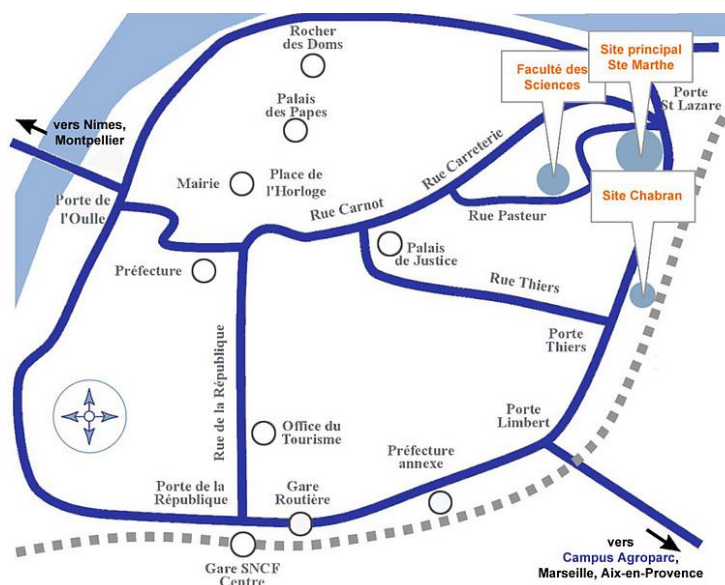 Rocher
des Doms
Faculté des
Sciences
Site principal
Ste Marthe
Porte
St Lazare
Palais
des Papes
vers Nimes,
Montpellier
Mairie
Place de
l'Horloge
Rue Carreterie
Rue Carnot
Porte de
l'Oulle
Rue Pasteur
Site Chabran
Préfecture
Palais
de Justice
Rue Thiers
Porte
Thiers
Rue de la République
Office du
Tourisme
Porte
Limbert
Préfecture
annexe
Porte de la
République
Gare
Routière
Gare SNCF
Centre
vers
Campus Agroparc,
Marseille, Aix-en-Provence